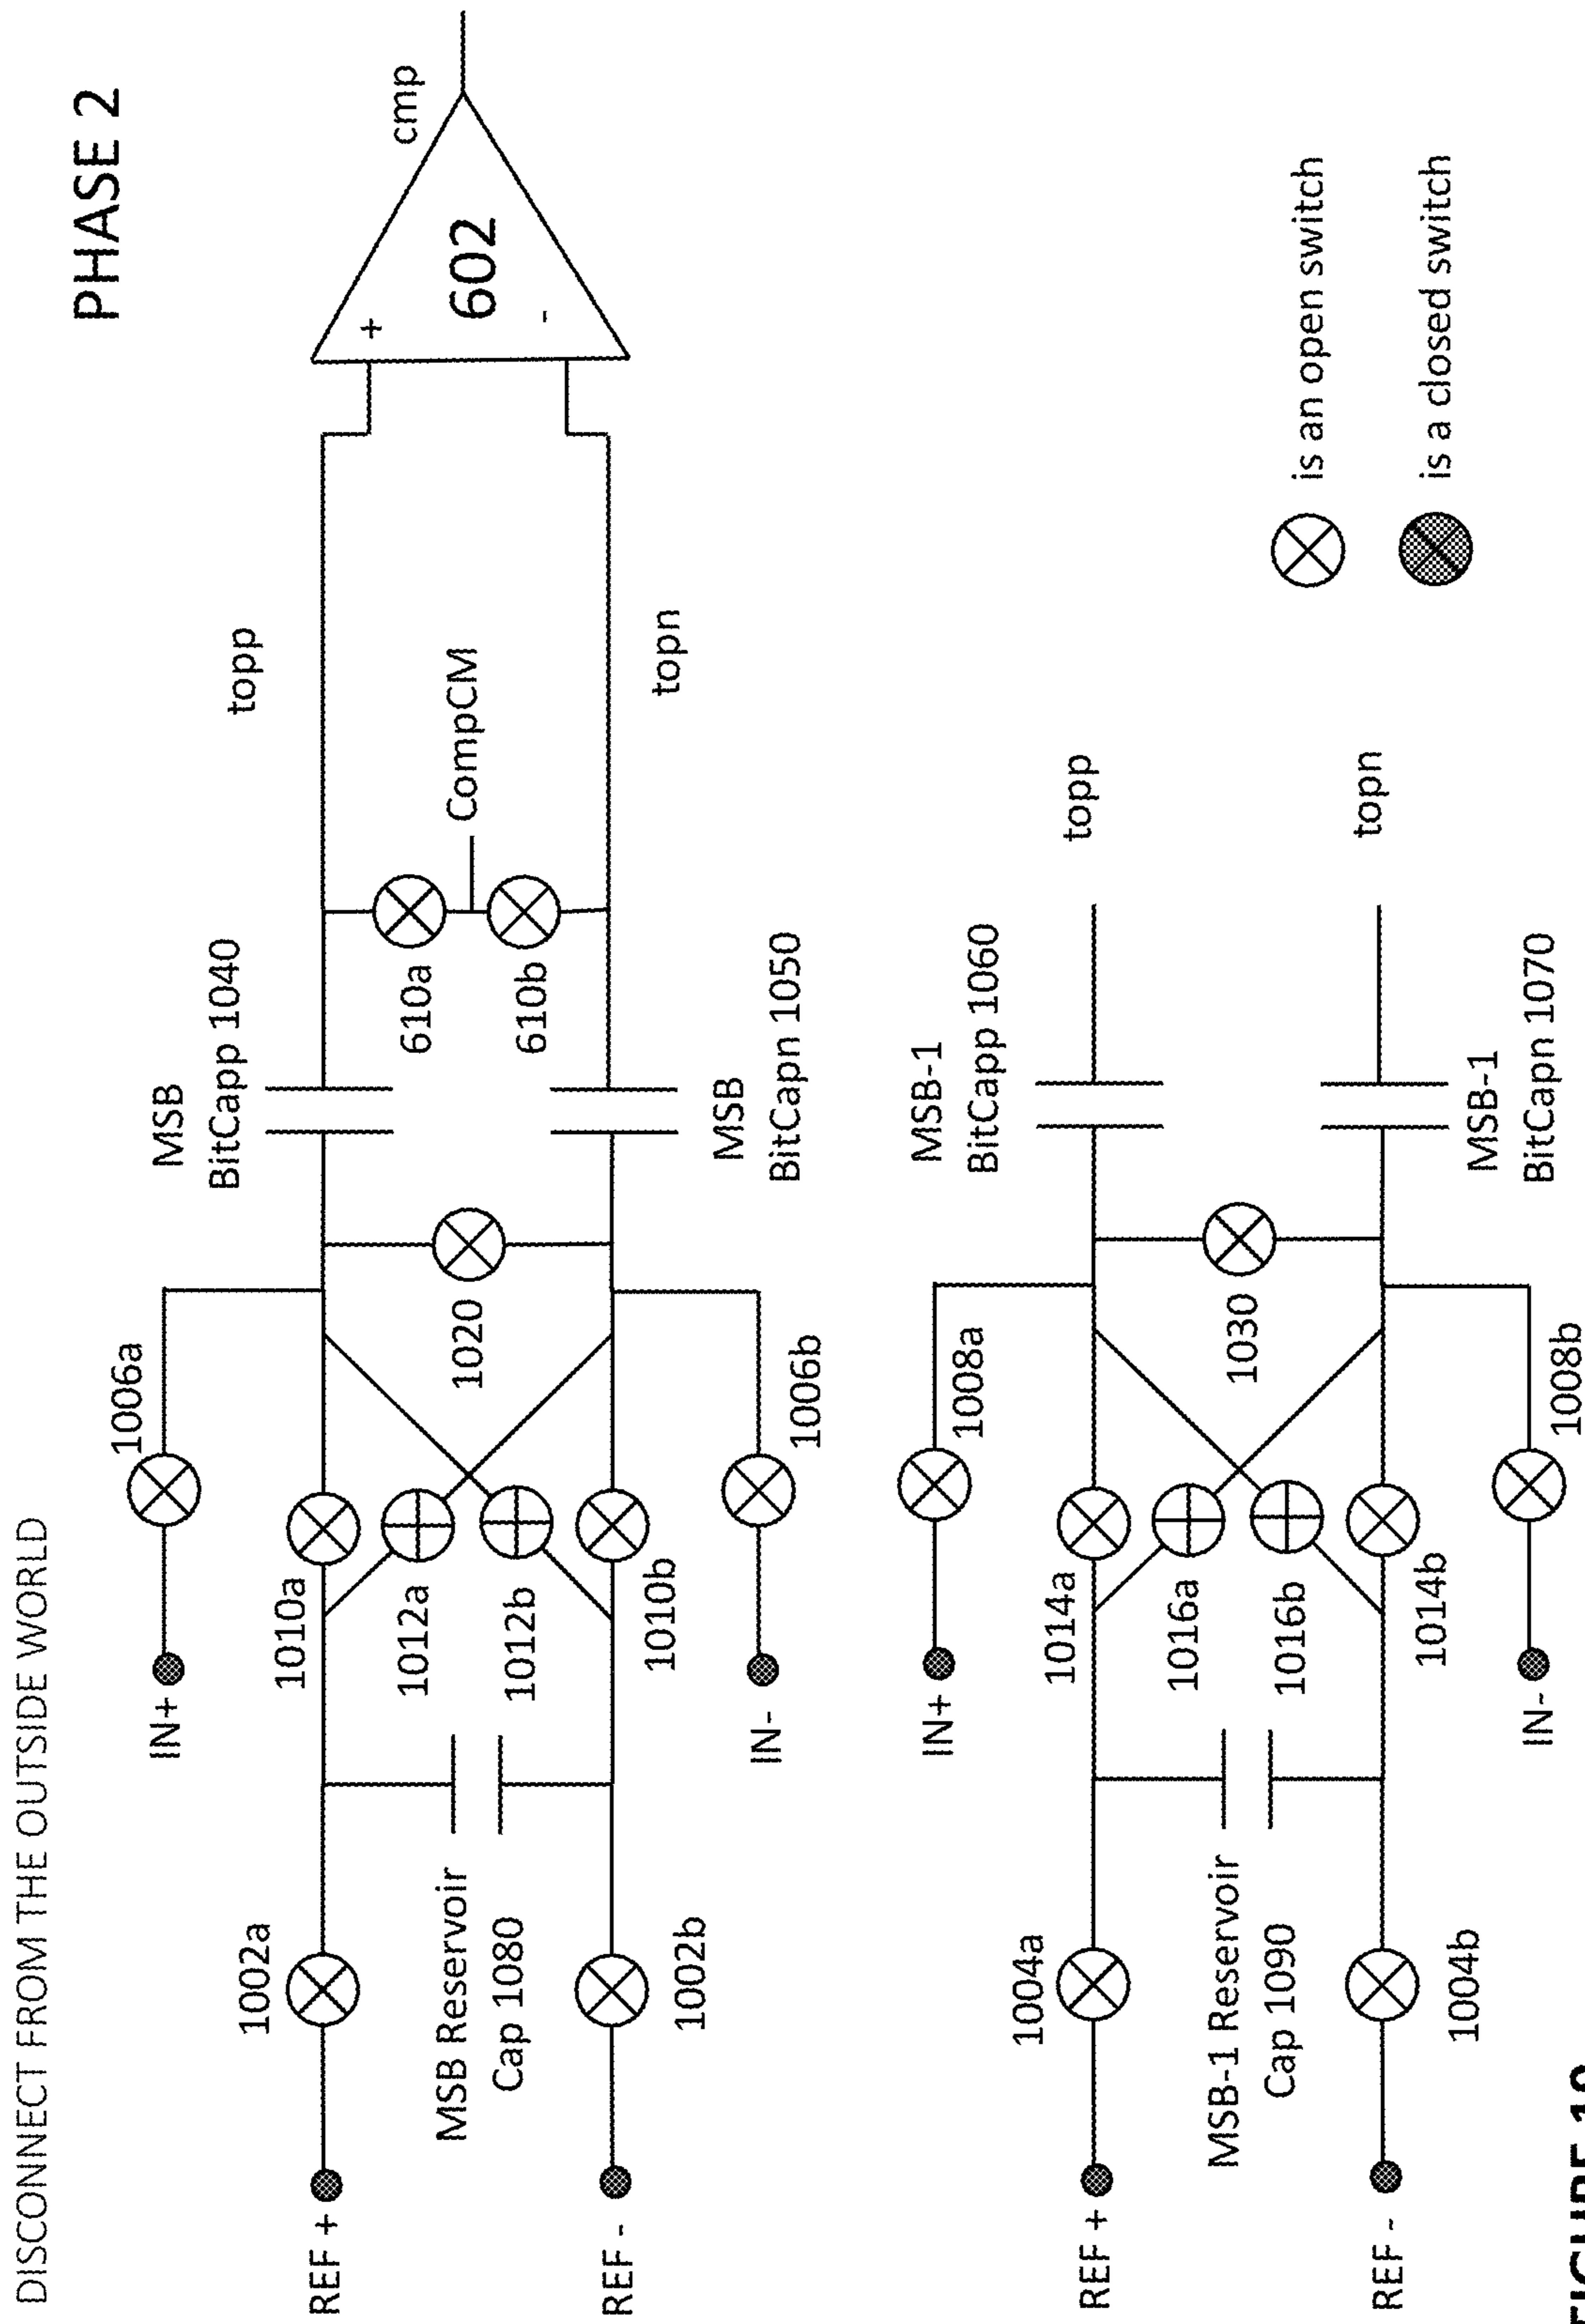 DISCONNECT FROM THE OUTSIDE WORLD
PHASE 2
1006a
IN+
MSB
BitCapp 1040
topp
1002a
1010a
REF +
cmp
+
602
-
610a
CompCM
610b
1012a
1020
MSB Reservoir
Cap 1080
1012b
REF -
1002b
1010b
topn
MSB
BitCapn 1050
IN-
1006b
MSB-1
BitCapp 1060
IN+
1008a
1004a
1014a
topp
REF +
1016a
1030
MSB-1 Reservoir
Cap 1090
1016b
is an open switch
topn
REF -
1004b
1014b
is a closed switch
MSB-1
BitCapn 1070
IN-
1008b